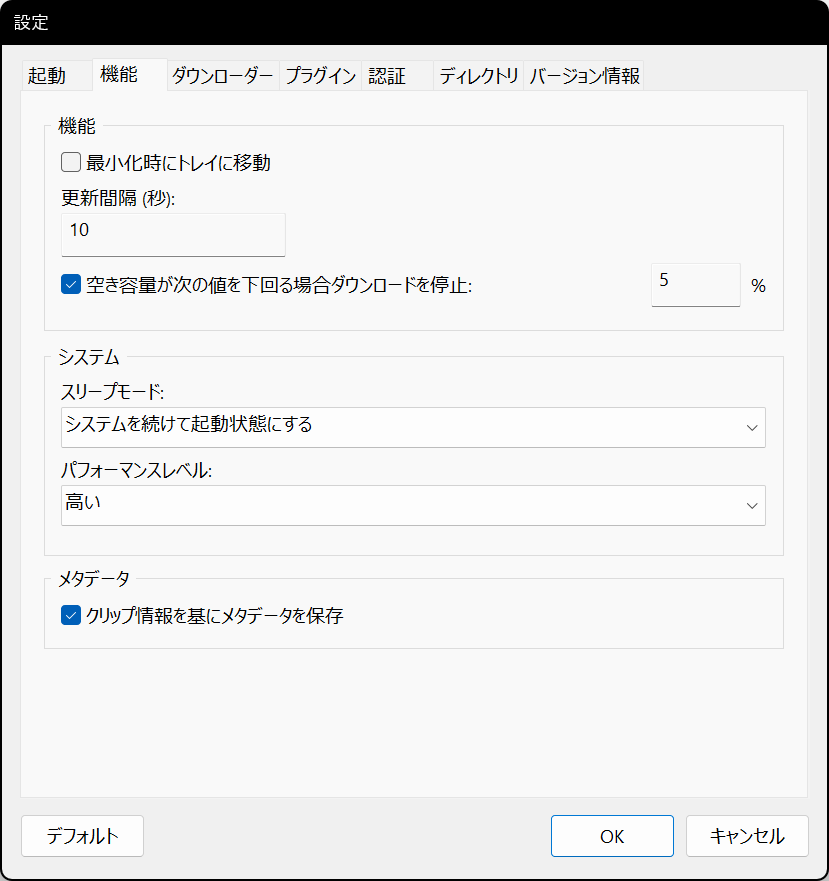 設定
起動 機能 ダウンローダー プラグイン 認証 ディレクトリ バージョン情報
機能
最小化時にトレイに移動
更新間隔 (秒):
10
空き容量が次の値を下回る場合ダウンロードを停止: 5 %
システム
スリープモード:
システムを続けて起動状態にする
パフォーマンスレベル:
高い
メタデータ
クリップ情報を基にメタデータを保存
デフォルト OK キャンセル